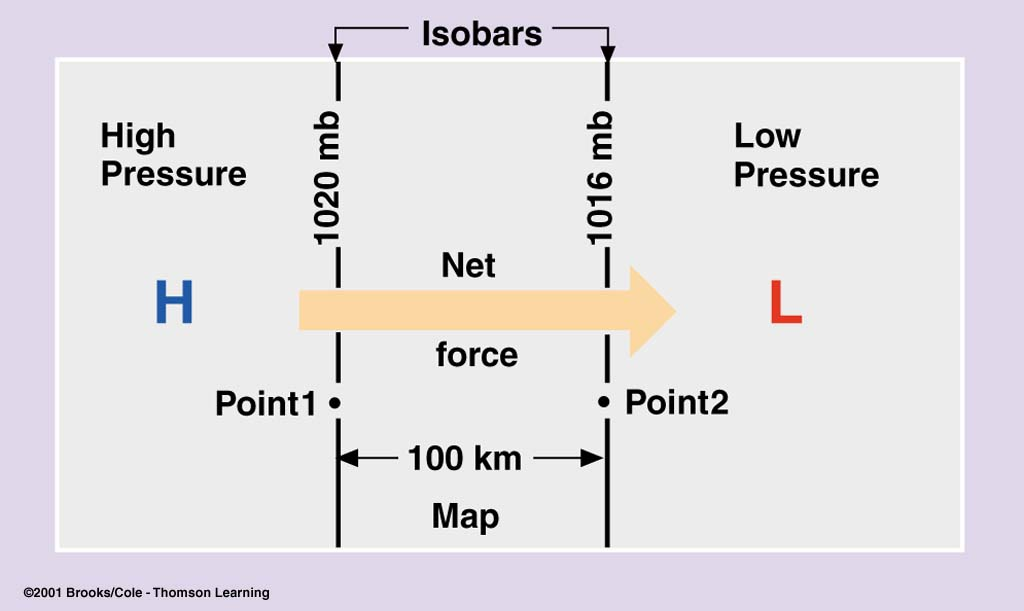 Isobars
High
Pressure
1020 mb
1016 mb
Low
Pressure
Net
H
L
force
Point1
Point2
100 km
Map
©2001 Brooks/Cole - Thomson Learning